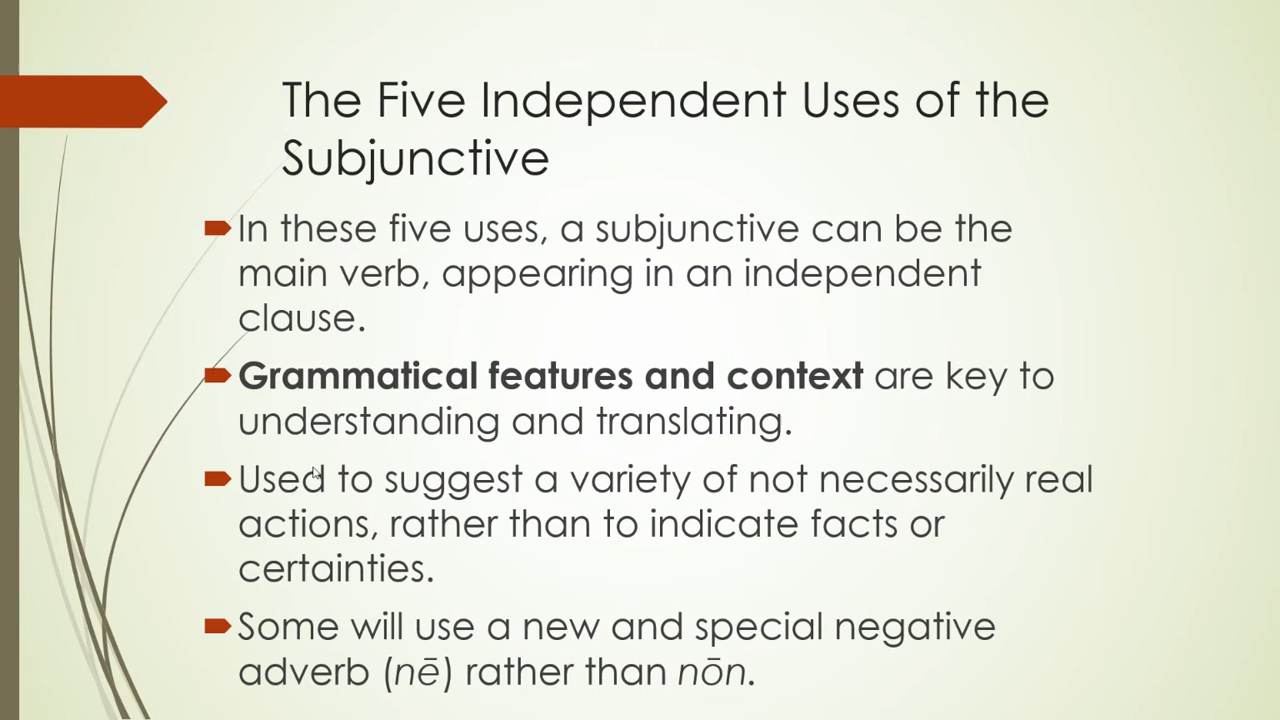 The Five Independent Uses of the
Subjunctive
In these five uses, a subjunctive can be the
main verb, appearing in an independent
clause.
Grammatical features and context are key to
understanding and translating.
Used to suggest a variety of not necessarily real
actions, rather than to indicate facts or
certainties.
Some will use a new and special negative
adverb (nē) rather than nōn.